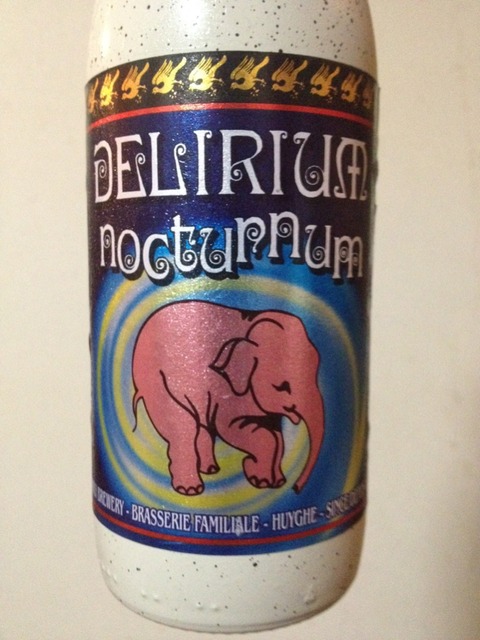 DELIRIUM
nocturnum
BREWERY - BRASSERIE FAMILIALE - HUYGHE -